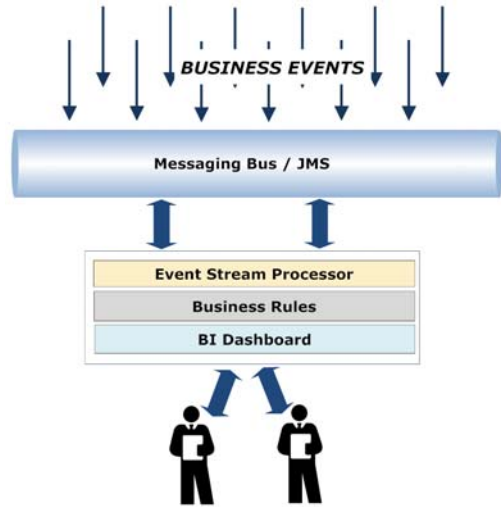 BUSINESS EVENTS
Messaging Bus / JMS
Event Stream Processor
Business Rules
BI Dashboard